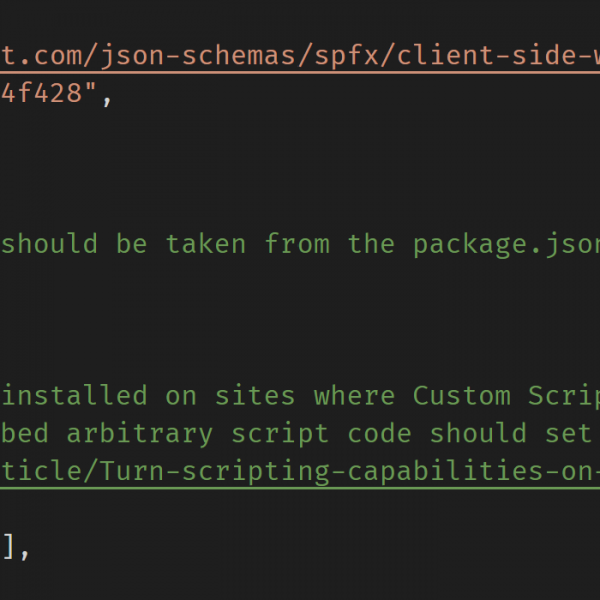 t.com/json-schemas/spfx/client-side-w
4f428",
should be taken from the package.json
installed on sites where Custom Scrip
bed arbitrary script code should set
ticle/Turn-scripting-capabilities-on-
],